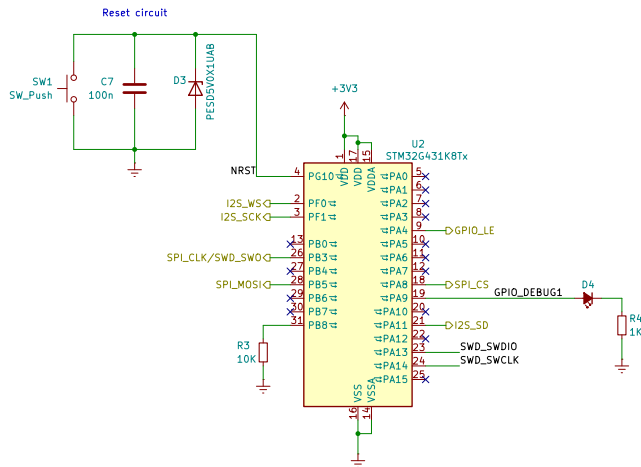 Reset circuit
SW1
SW_Push
C7
100n
D3
PESD5V0X1UAB
+3V3
U2
STM32G431K8Tx
NRST
1
17
15
VDD
VDD
VDDA
4
PG10
I2S_WS
2
PF0
I2S_SCK
3
PF1
13
PB0
SPI_CLK/SWD_SWO
26
PB3
27
PB4
SPI_MOSI
28
PB5
29
PB6
30
PB7
31
PB8
PA0
5
PA1
6
PA2
7
PA3
8
PA4
9
GPIO_LE
PA5
10
PA6
11
PA7
12
PA8
18
SPI_CS
PA9
19
GPIO_DEBUG1
D4
PA10
20
PA11
21
I2S_SD
PA12
22
PA13
23
SWD_SWDIO
PA14
24
SWD_SWCLK
PA15
25
R4
1K
R3
10K
VSS
VSSA
16
14